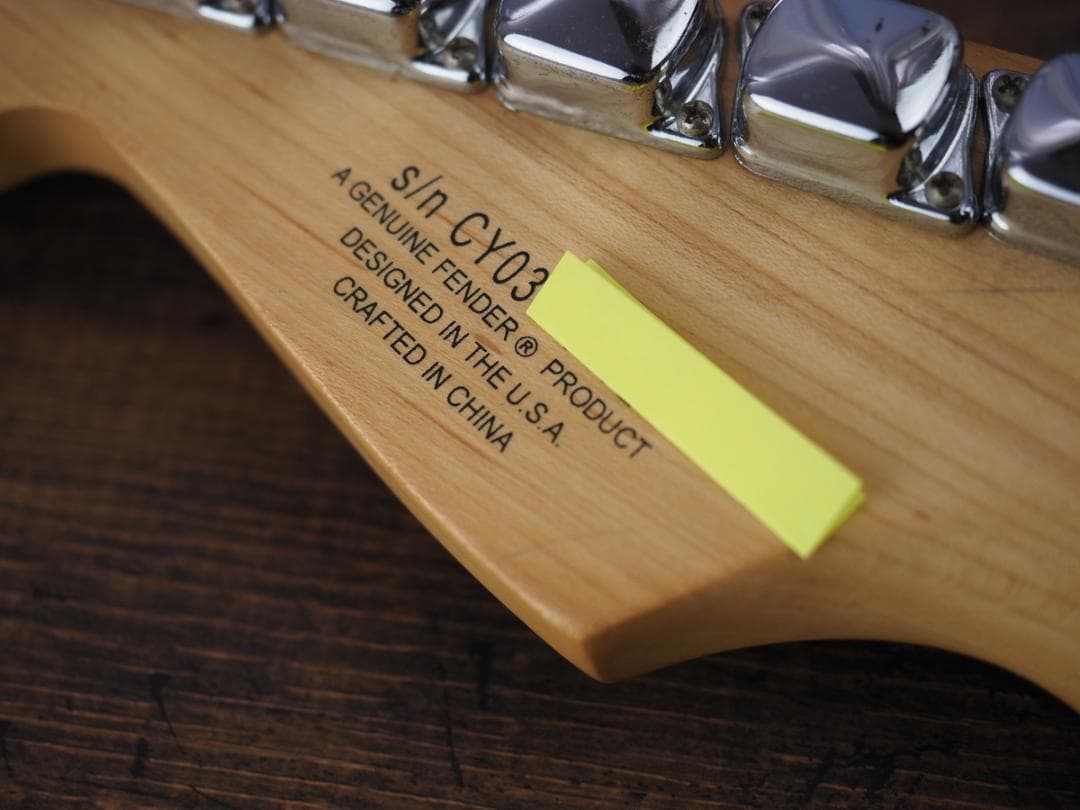 s/n CY03
A GENUINE FENDER® PRODUCT
DESIGNED IN THE U.S.A.
CRAFTED IN CHINA